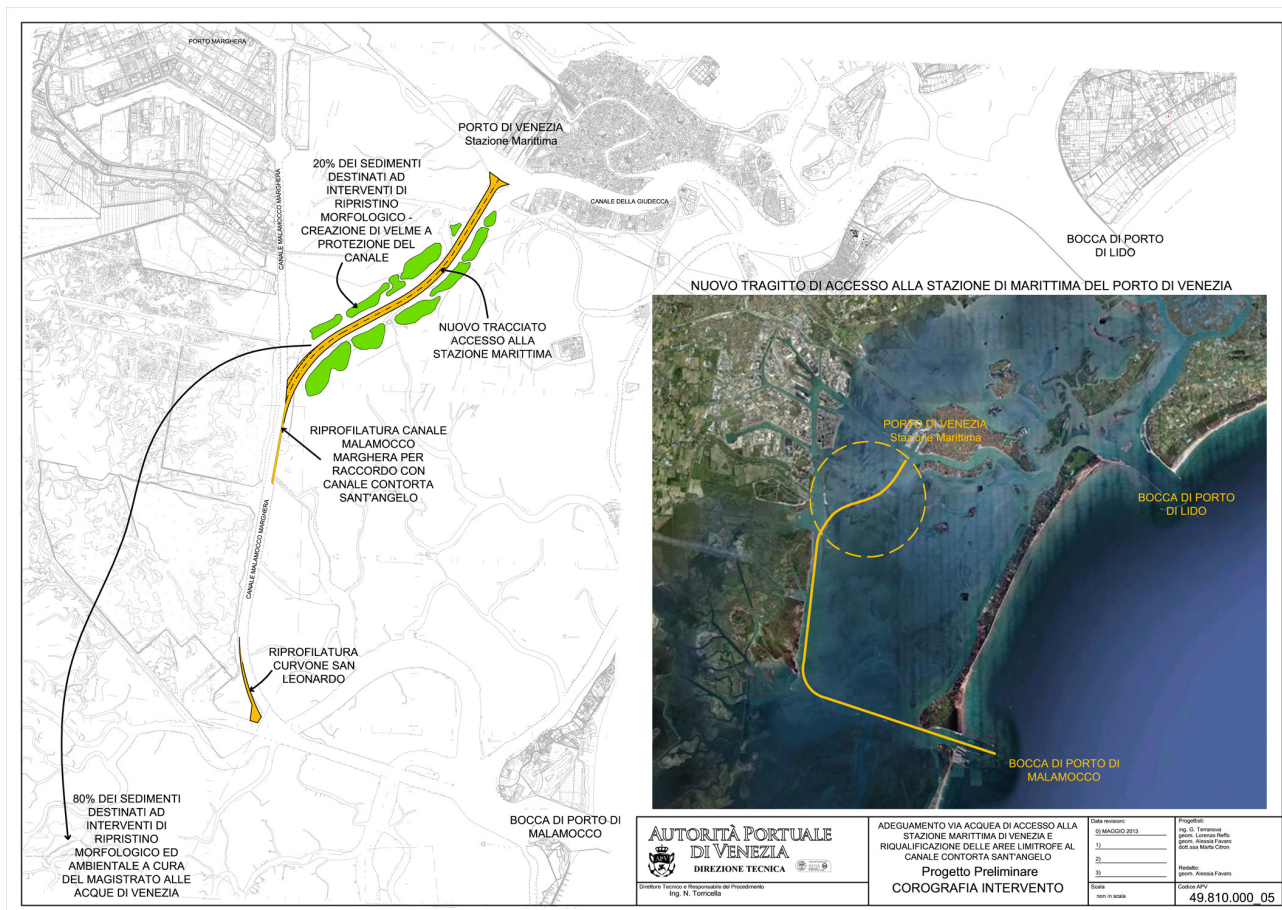 PORTO MARGHERA
PORTO DI VENEZIA
Stazione Marittima
20% DEI SEDIMENTI
DESTINATI AD
INTERVENTI DI
RIPRISTINO
MORFOLOGICO -
CREAZIONE DI VELME A
PROTEZIONE DEL
CANALE
CANALE MALAMOCCO MARGHERA
CANALE DELLA GIUDECCA
BOCCA DI PORTO
DI LIDO
NUOVO TRACCIATO
ACCESSO ALLA
STAZIONE MARITTIMA
RIPROFILATURA CANALE
MALAMOCCO
MARGHERA PER
RACCORDO CON
CANALE CONTORTA
SANT'ANGELO
CANALE MALAMOCCO MARGHERA
RIPROFILATURA
CURVONE SAN
LEONARDO
80% DEI SEDIMENTI
DESTINATI AD
INTERVENTI DI
RIPRISTINO
MORFOLOGICO ED
AMBIENTALE A CURA
DEL MAGISTRATO ALLE
ACQUE DI VENEZIA
BOCCA DI PORTO DI
MALAMOCCO
NUOVO TRAGITTO DI ACCESSO ALLA STAZIONE DI MARITTIMA DEL PORTO DI VENEZIA
PORTO DI VENEZIA
Stazione Marittima
BOCCA DI PORTO
DI LIDO
BOCCA DI PORTO DI
MALAMOCCO
AUTORITÀ PORTUALE
DI VENEZIA
APV
DIREZIONE TECNICA
Direttore Tecnico e Responsabile del Procedimento
Ing. N. Torricella
ADEGUAMENTO VIA ACQUEA DI ACCESSO ALLA
STAZIONE MARITTIMA DI VENEZIA E
RIQUALIFICAZIONE DELLE AREE LIMITROFE AL
CANALE CONTORTA SANT'ANGELO
Progetto Preliminare
COROGRAFIA INTERVENTO
Data revisioni:
0) MAGGIO 2013
1)
2)
3)
Scala
non in scala
Progettisti:
ing. G. Terranova
geom. Lorenzo Reffo
geom. Alessia Favaro
dott.ssa Marta Citron
Redatto:
geom. Alessia Favaro
Codice APV
49.810.000_05